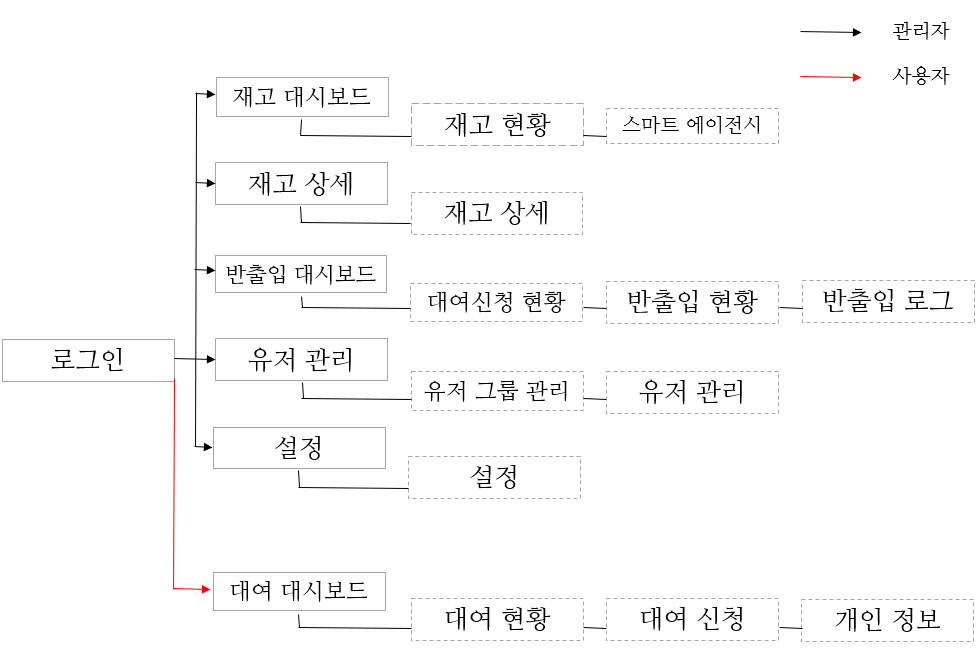 관리자
사용자
재고 대시보드
재고 현황
스마트 에이전시
재고 상세
재고 상세
반출입 대시보드
대여신청 현황
반출입 현황
반출입 로그
로그인
유저 관리
유저 그룹 관리
유저 관리
설정
설정
대여 대시보드
대여 현황
대여 신청
개인 정보